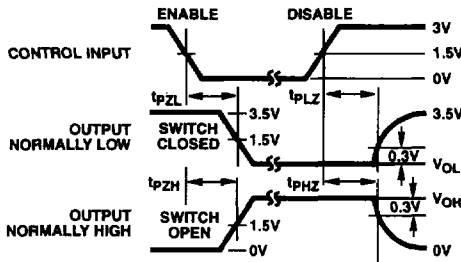 ENABLE DISABLE
3V
CONTROL INPUT 1.5V
0V
tPZL tPLZ
3.5V 3.5V
OUTPUT NORMALLY LOW SWITCH CLOSED 1.5V
0.3V
VOL
tPZH tPHZ
VOH
OUTPUT NORMALLY HIGH SWITCH OPEN 1.5V 0.3V
0V 0V